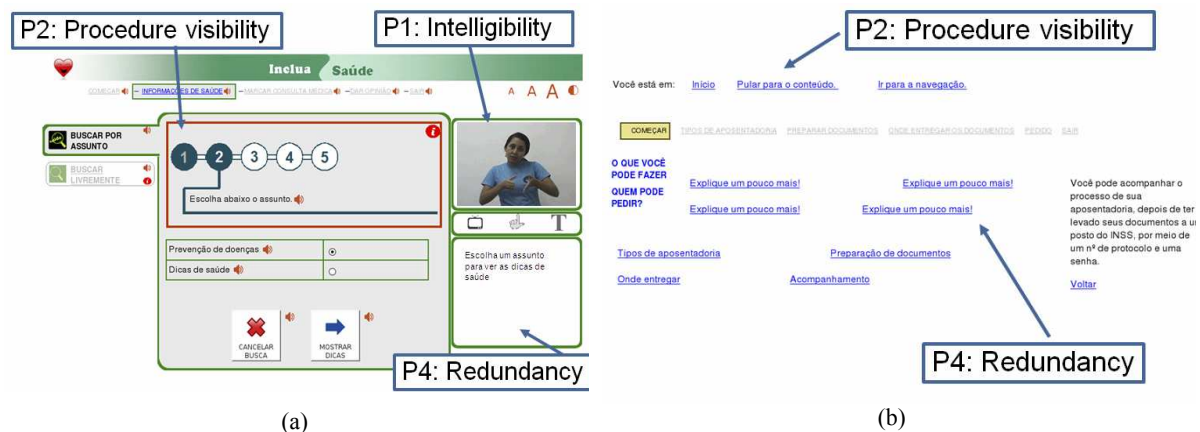 P2: Procedure visibility
P1: Intelligibility
Inclua Saúde
COMEÇAR – INFORMAÇÕES DE SAÚDE – MARCAR CONSULTA MÉDICA – DAR OPINIÃO – SAIR
A A A
BUSCAR POR
ASSUNTO
BUSCAR
LIVREMENTE
i
i
1 2 3 4 5
Escolha abaixo o assunto.
T
Prevenção de doenças
Dicas de saúde
Escolha um assunto
para ver as dicas de
saúde
CANCELAR
BUSCA
MOSTRAR
DICAS
P4: Redundancy
(a)
P2: Procedure visibility
Você está em: Início Pular para o conteúdo. Ir para a navegação.
COMEÇAR TIPOS DE APOSENTADORIA PREPARAR DOCUMENTOS ONDE ENTREGAR OS DOCUMENTOS PEDIDO SAIR
O QUE VOCÊ
PODE FAZER
QUEM PODE
PEDIR?
Explique um pouco mais! Explique um pouco mais!
Explique um pouco mais! Explique um pouco mais!
Você pode acompanhar o
processo de sua
aposentadoria, depois de ter
levado seus documentos a u
posto do INSS, por meio de
um nº de protocolo e uma
senha.
Voltar
Tipos de aposentadoria Preparação de documentos
Onde entregar Acompanhamento
P4: Redundancy
(b)